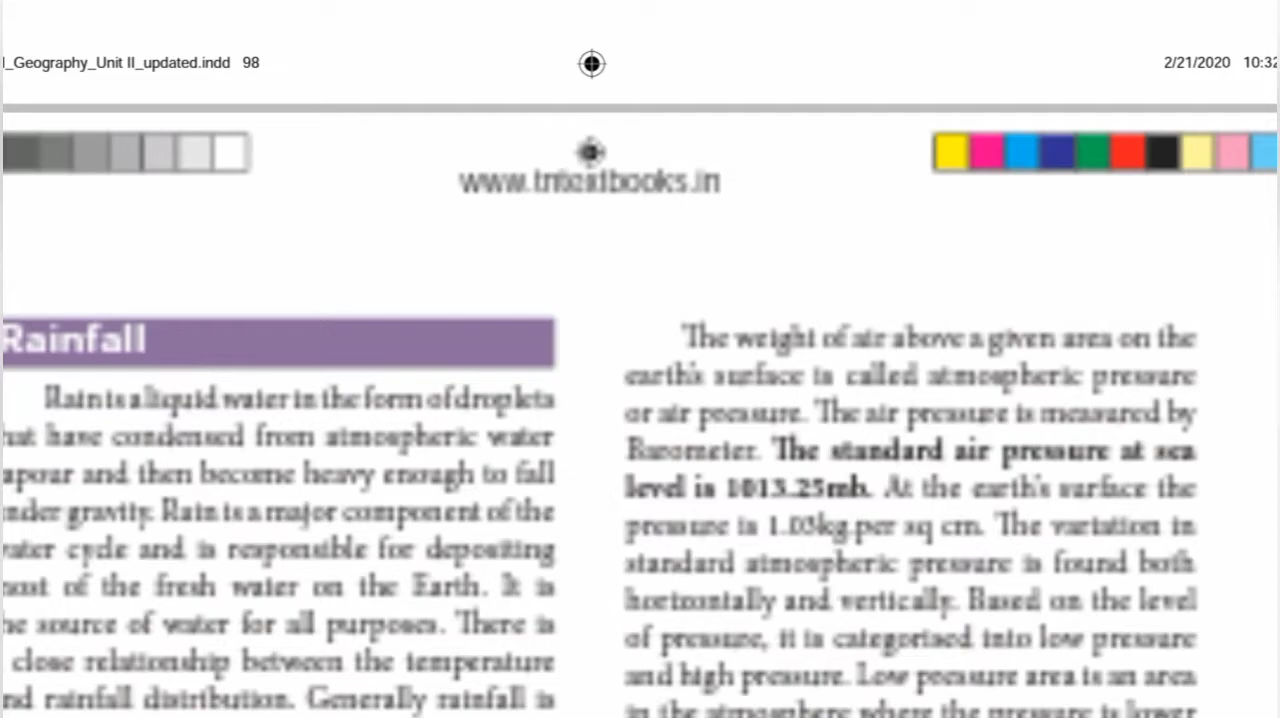 l_Geography_Unit II_updated.indd 98
2/21/2020 10:32
www.tntextbooks.in
Rainfall
Rain is a liquid water in the form of droplets
hat have condensed from atmospheric water
apour and then become heavy enough to fall
nder gravity. Rain is a major component of the
water cycle and is responsible for depositing
most of the fresh water on the Earth. It is
he source of water for all purposes. There is
close relationship between the temperature
nd rainfall distribution. Generally rainfall is
The weight of air above a given area on the
earth's surface is called atmospheric pressure
or air pressure. The air pressure is measured by
Barometer. The standard air pressure at sea
level is 1013.25mb. At the earth's surface the
pressure is 1.03kg.per sq cm. The variation in
standard atmospheric pressure is found both
horizontally and vertically. Based on the level
of pressure, it is categorised into low pressure
and high pressure. Low pressure area is an area
in the atmosphere where the pressure is lower